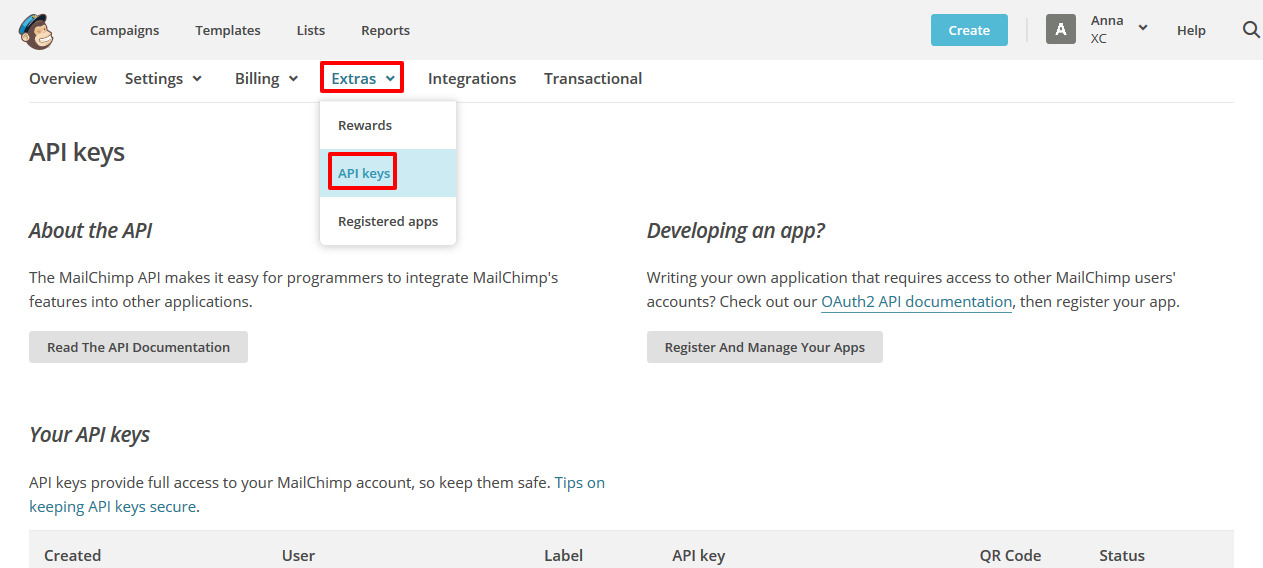 Campaigns Templates Lists Reports Create A Anna Help
XC
Overview Settings Billing Extras Integrations Transactional
Rewards
API keys
API keys
Registered apps
About the API
The MailChimp API makes it easy for programmers to integrate MailChimp's
features into other applications.
Read The API Documentation
Developing an app?
Writing your own application that requires access to other MailChimp users'
accounts? Check out our OAuth2 API documentation, then register your app.
Register And Manage Your Apps
Your API keys
API keys provide full access to your MailChimp account, so keep them safe. Tips on
keeping API keys secure.
Created User Label API key QR Code Status